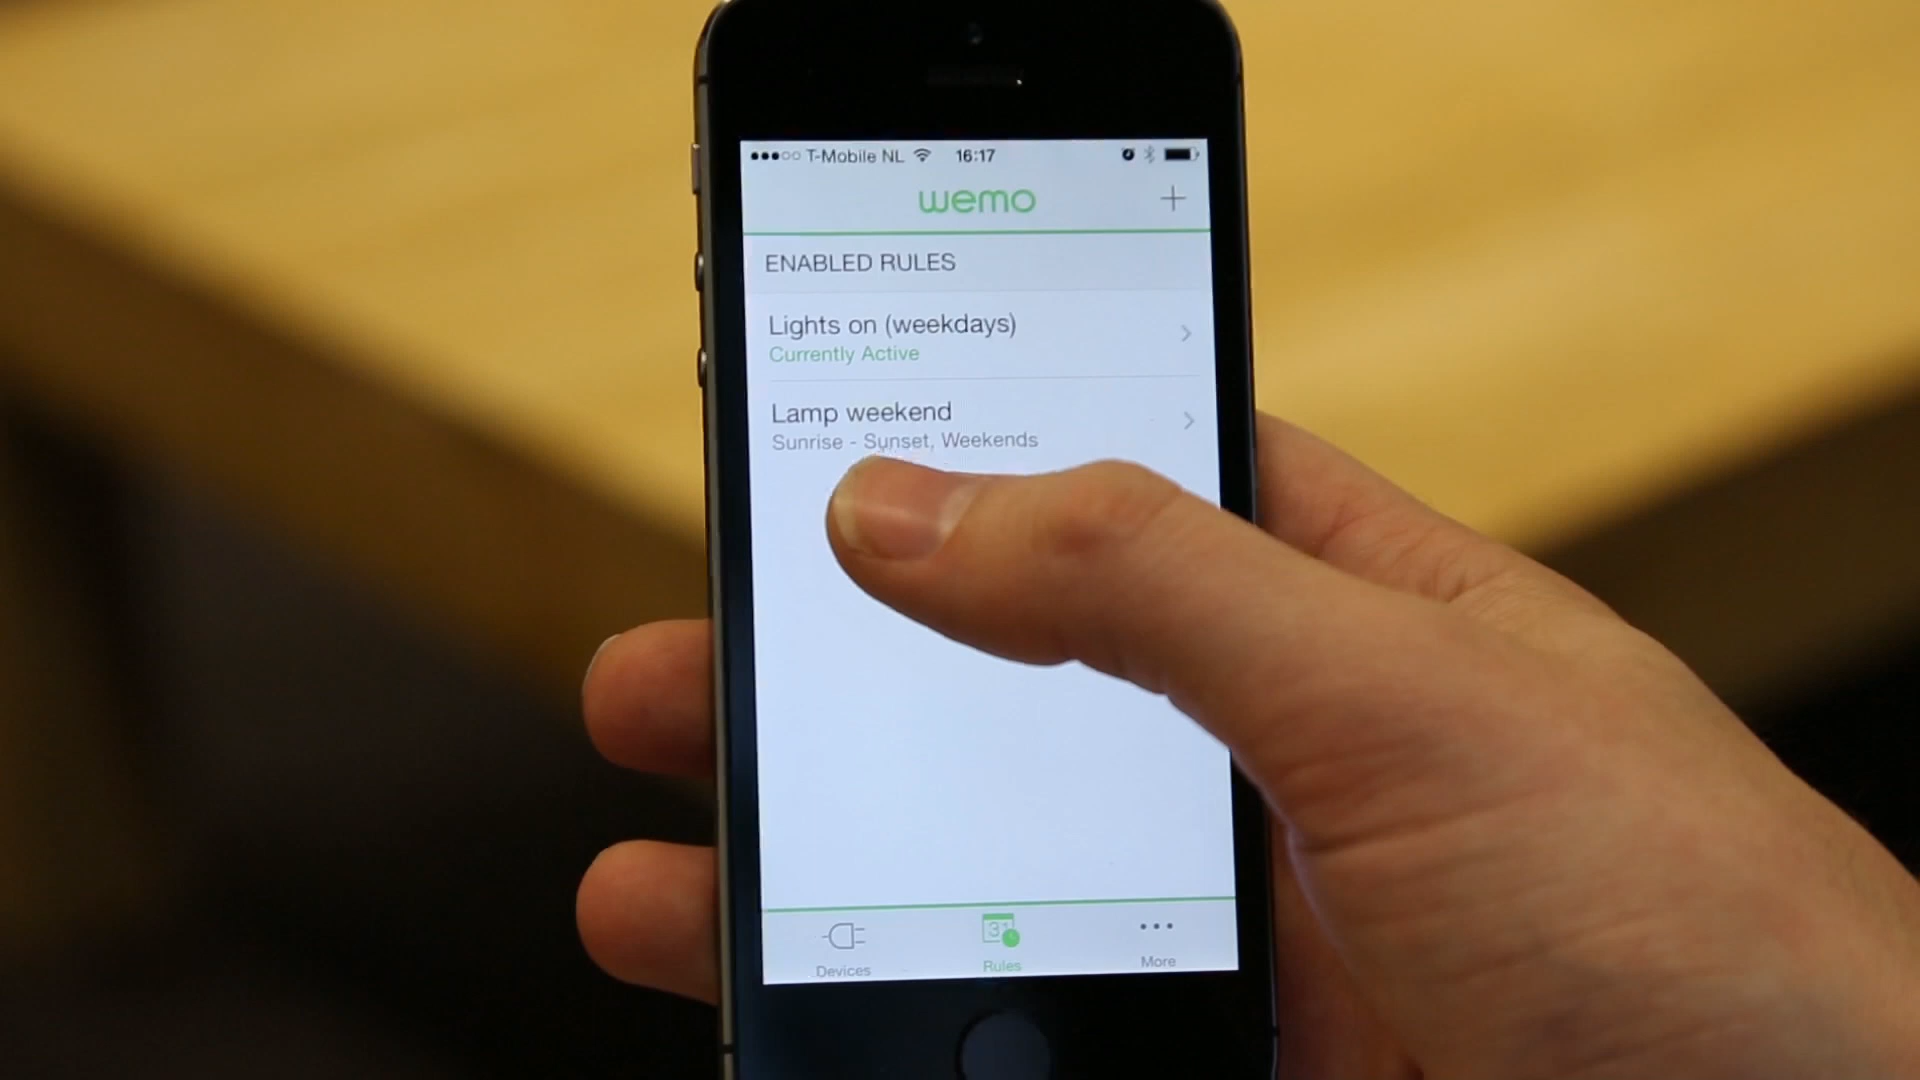 T-Mobile NL 16:17
wemo +
ENABLED RULES
Lights on (weekdays)
Currently Active
Lamp weekend
Sunrise - Sunset, Weekends
31
Devices Rules More